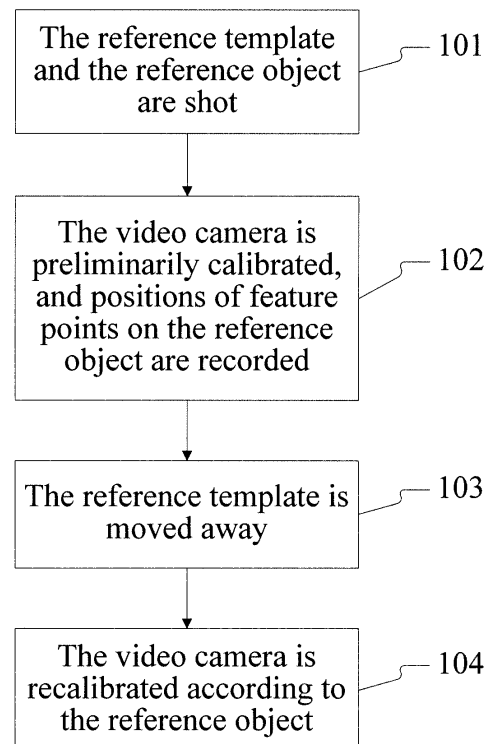 The reference template
and the reference object
are shot
101
The video camera is
preliminarily calibrated,
and positions of feature
points on the reference
object are recorded
102
The reference template is
moved away
103
The video camera is
recalibrated according to
the reference object
104